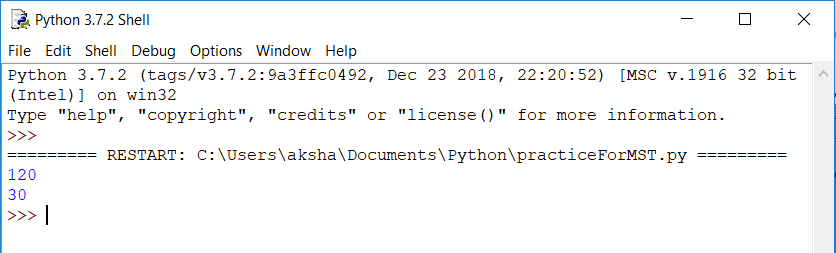 Python 3.7.2 Shell
File Edit Shell Debug Options Window Help
Python 3.7.2 (tags/v3.7.2:9a3ffc0492, Dec 23 2018, 22:20:52) [MSC v.1916 32 bit
(Intel)] on win32
Type "help", "copyright", "credits" or "license()" for more information.
>>>
========= RESTART: C:\Users\aksha\Documents\Python\practiceForMST.py =========
120
30
>>>